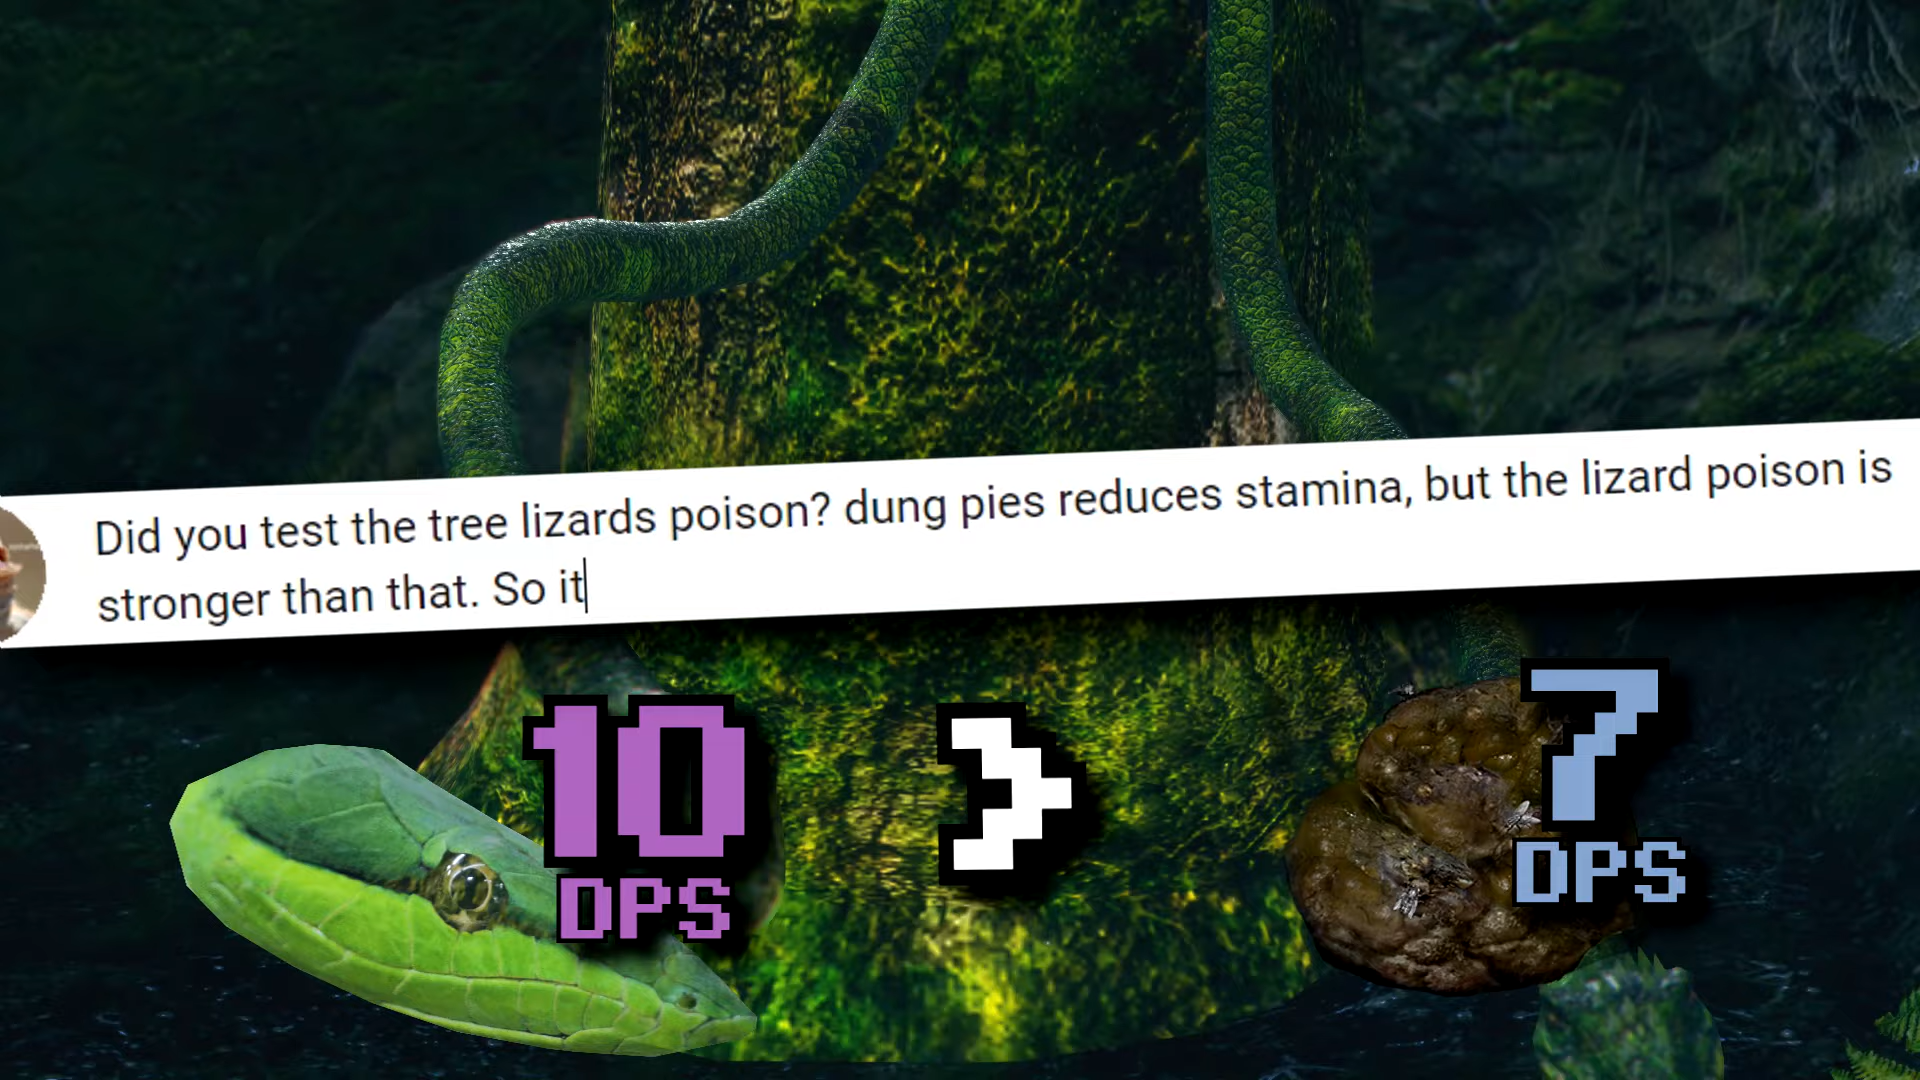 Did you test the tree lizards poison? dung pies reduces stamina, but the lizard poison is
stronger than that. So it
10 > 7
DPS DPS